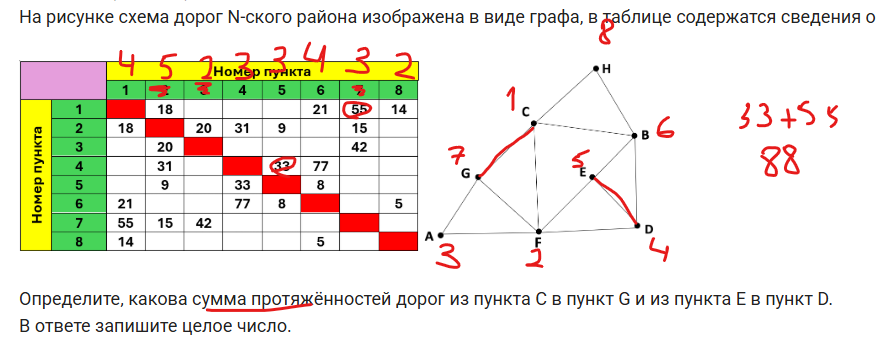 На рисунке схема дорог N-ского района изображена в виде графа, в таблице содержатся сведения о
4 5 2 3 3 4 3 2
Номер пункта
1 2 3 4 5 6 7 8
Номер пункта
1 18 21 55 14
2 18 20 31 9 15
3 20 42
4 31 33 77
5 9 33 8
6 21 77 8 5
7 55 15 42
8 14 5
8
H
1
C
B 6
7
G
5
E
A
3
F
2
D
4
33+55
88
Определите, какова сумма протяжённостей дорог из пункта C в пункт G и из пункта E в пункт D.
В ответе запишите целое число.